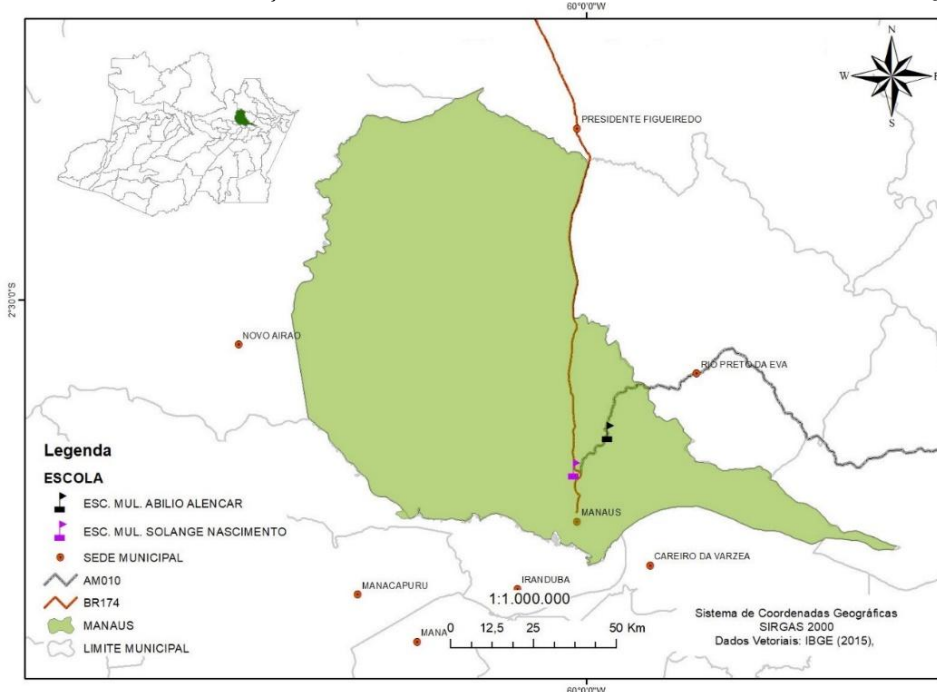 60°0'0"W
N
W
E
S
PRESIDENTE FIGUEIREDO
2°30'0"S
NOVO AIRAO
RIO PRETO DA EVA
Legenda
ESCOLA
ESC. MUL. ABILIO ALENCAR
ESC. MUL. SOLANGE NASCIMENTO
SEDE MUNICIPAL
AM010
BR174
MANAUS
LIMITE MUNICIPAL
MANAUS
CAREIRO DA VARZEA
MANACAPURU
IRANDUBA
1:1.000.000
MANA
0 12,5 25 50 Km
Sistema de Coordenadas Geográficas
SIRGAS 2000
Dados Vetoriais: IBGE (2015),
60°0'0"W